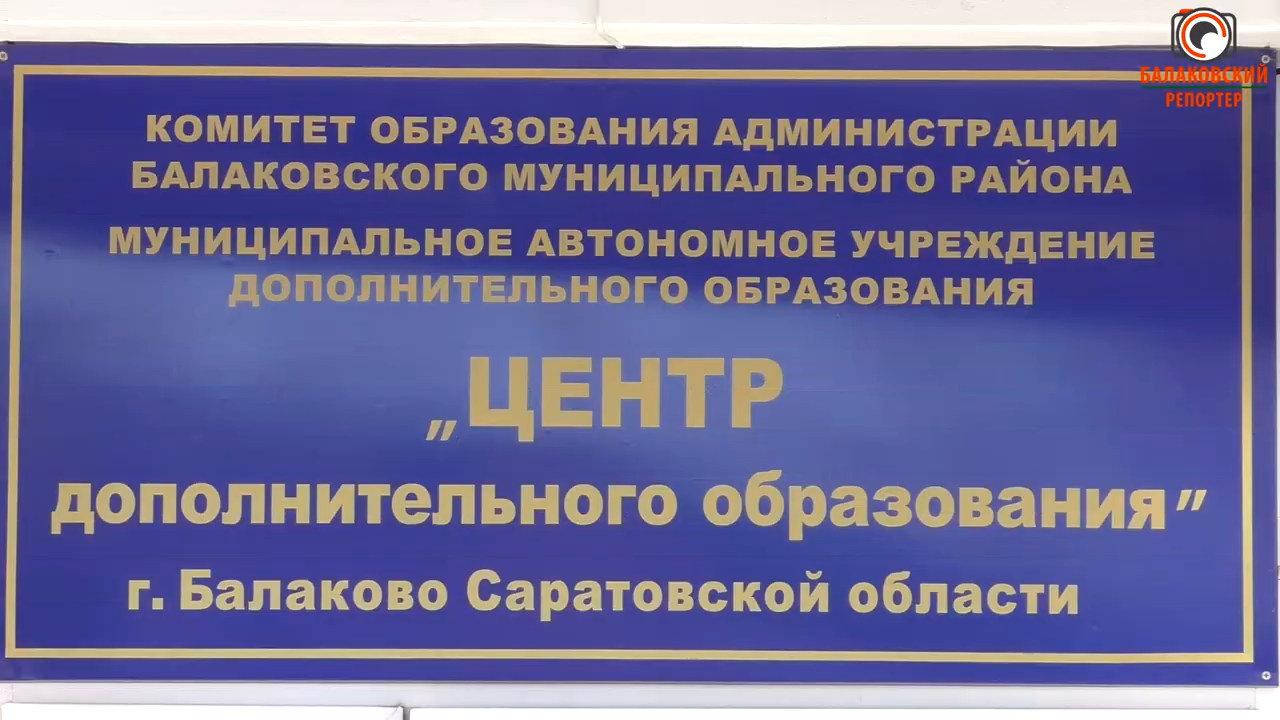 БАЛАКОВСКИЙ
РЕПОРТЕР
КОМИТЕТ ОБРАЗОВАНИЯ АДМИНИСТРАЦИИ
БАЛАКОВСКОГО МУНИЦИПАЛЬНОГО РАЙОНА
МУНИЦИПАЛЬНОЕ АВТОНОМНОЕ УЧРЕЖДЕНИЕ
ДОПОЛНИТЕЛЬНОГО ОБРАЗОВАНИЯ
„ЦЕНТР
дополнительного образования”
г. Балаково Саратовской области